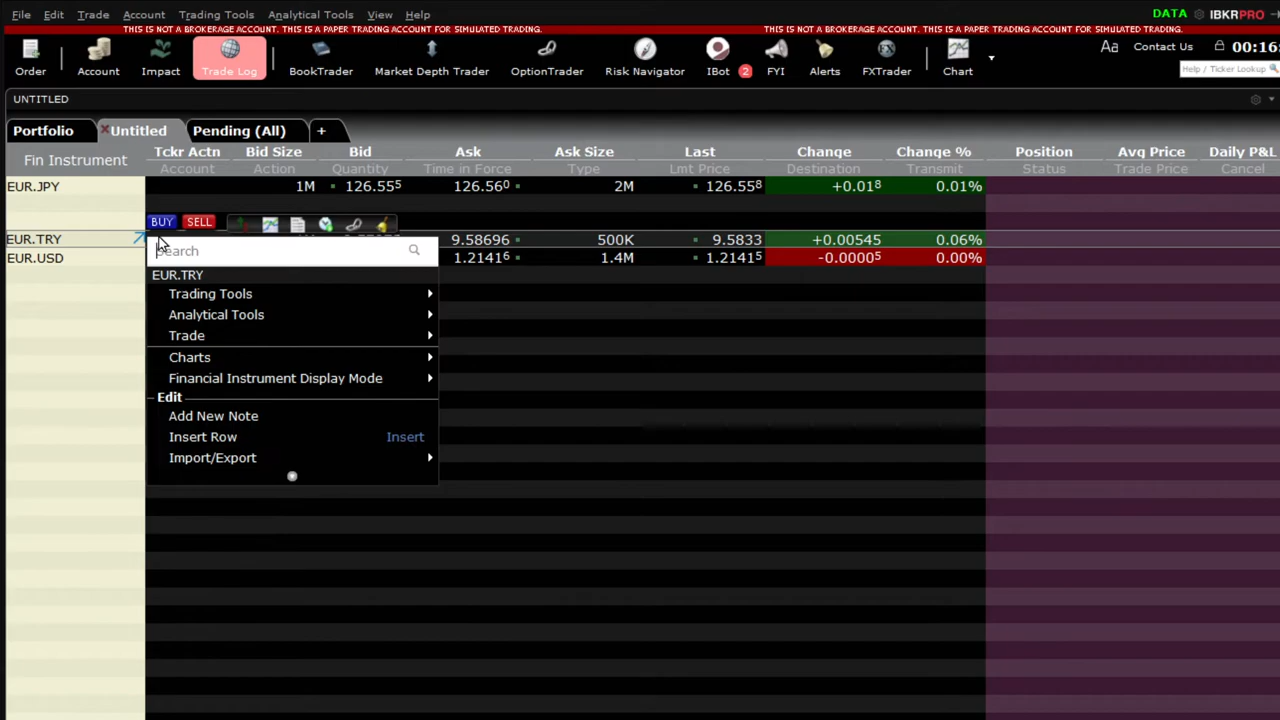 File Edit Trade Account Trading Tools Analytical Tools View Help DATA IBKRPRO
THIS IS NOT A BROKERAGE ACCOUNT. THIS IS A PAPER TRADING ACCOUNT FOR SIMULATED TRADING. THIS IS NOT A BROKERAGE ACCOUNT. THIS IS A PAPER TRADING ACCOUNT FOR SIMULATED TRADING.
Aa Contact Us 00:16:
Order Account Impact Trade Log BookTrader Market Depth Trader OptionTrader Risk Navigator IBot 2 FYI Alerts FXTrader Chart
Help / Ticker Lookup
UNTITLED
Portfolio Untitled Pending (All) +
Fin Instrument Tckr Actn Bid Size Bid Ask Ask Size Last Change Change % Position Avg Price Daily P&L
Account Action Quantity Time in Force Type Lmt Price Destination Transmit Status Trade Price Cancel
EUR.JPY 1M 126.555 126.560 2M 126.558 +0.018 0.01%
BUY SELL
EUR.TRY 9.58696 500K 9.5833 +0.00545 0.06%
EUR.USD 1.21416 1.4M 1.21415 -0.00005 0.00%
Search
EUR.TRY
Trading Tools
Analytical Tools
Trade
Charts
Financial Instrument Display Mode
Edit
Add New Note
Insert Row Insert
Import/Export